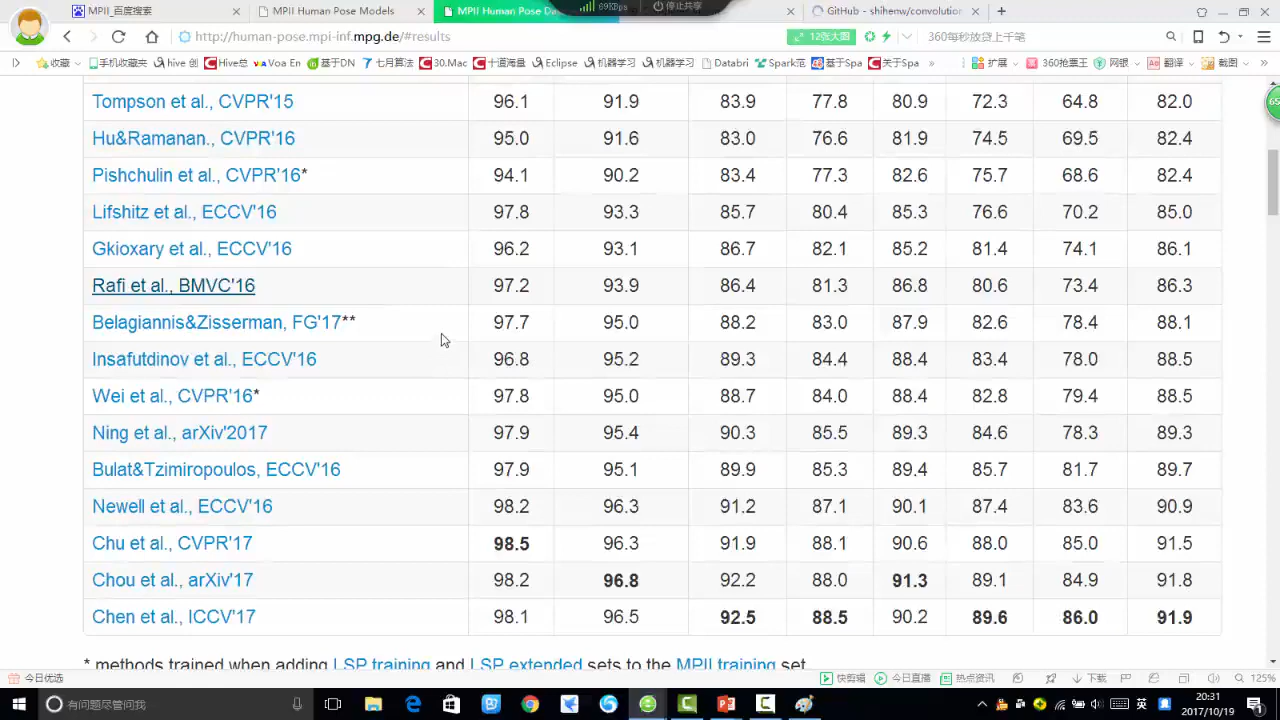 MPII_百度搜索
MPII Human Pose Models
MPII Human Pose Da
69KBps
停止共享
GitHub - shihenw/convolution
http://human-pose.mpi-inf.mpg.de/#results
12张大图
360每秒放贷上千笔
收藏 手机收藏夹 hive 创 Hive总 Voa En 基于DN 七月算法 30.Mac 十道海量 Eclipse 机器学习 机器学习 Databri Spark范 基于Spa 关于Spa » 扩展 360抢票王 网银 翻译 截图 »
65
Tompson et al., CVPR'15 96.1 91.9 83.9 77.8 80.9 72.3 64.8 82.0
Hu&Ramanan., CVPR'16 95.0 91.6 83.0 76.6 81.9 74.5 69.5 82.4
Pishchulin et al., CVPR'16* 94.1 90.2 83.4 77.3 82.6 75.7 68.6 82.4
Lifshitz et al., ECCV'16 97.8 93.3 85.7 80.4 85.3 76.6 70.2 85.0
Gkioxary et al., ECCV'16 96.2 93.1 86.7 82.1 85.2 81.4 74.1 86.1
Rafi et al., BMVC'16 97.2 93.9 86.4 81.3 86.8 80.6 73.4 86.3
Belagiannis&Zisserman, FG'17** 97.7 95.0 88.2 83.0 87.9 82.6 78.4 88.1
Insafutdinov et al., ECCV'16 96.8 95.2 89.3 84.4 88.4 83.4 78.0 88.5
Wei et al., CVPR'16* 97.8 95.0 88.7 84.0 88.4 82.8 79.4 88.5
Ning et al., arXiv'2017 97.9 95.4 90.3 85.5 89.3 84.6 78.3 89.3
Bulat&Tzimiropoulos, ECCV'16 97.9 95.1 89.9 85.3 89.4 85.7 81.7 89.7
Newell et al., ECCV'16 98.2 96.3 91.2 87.1 90.1 87.4 83.6 90.9
Chu et al., CVPR'17 98.5 96.3 91.9 88.1 90.6 88.0 85.0 91.5
Chou et al., arXiv'17 98.2 96.8 92.2 88.0 91.3 89.1 84.9 91.8
Chen et al., ICCV'17 98.1 96.5 92.5 88.5 90.2 89.6 86.0 91.9
* methods trained when adding LSP training and LSP extended sets to the MPII training set
今日优选 快剪辑 今日直播 热点资讯 下载 125%
有问题尽管问我
英
20:31
2017/10/19